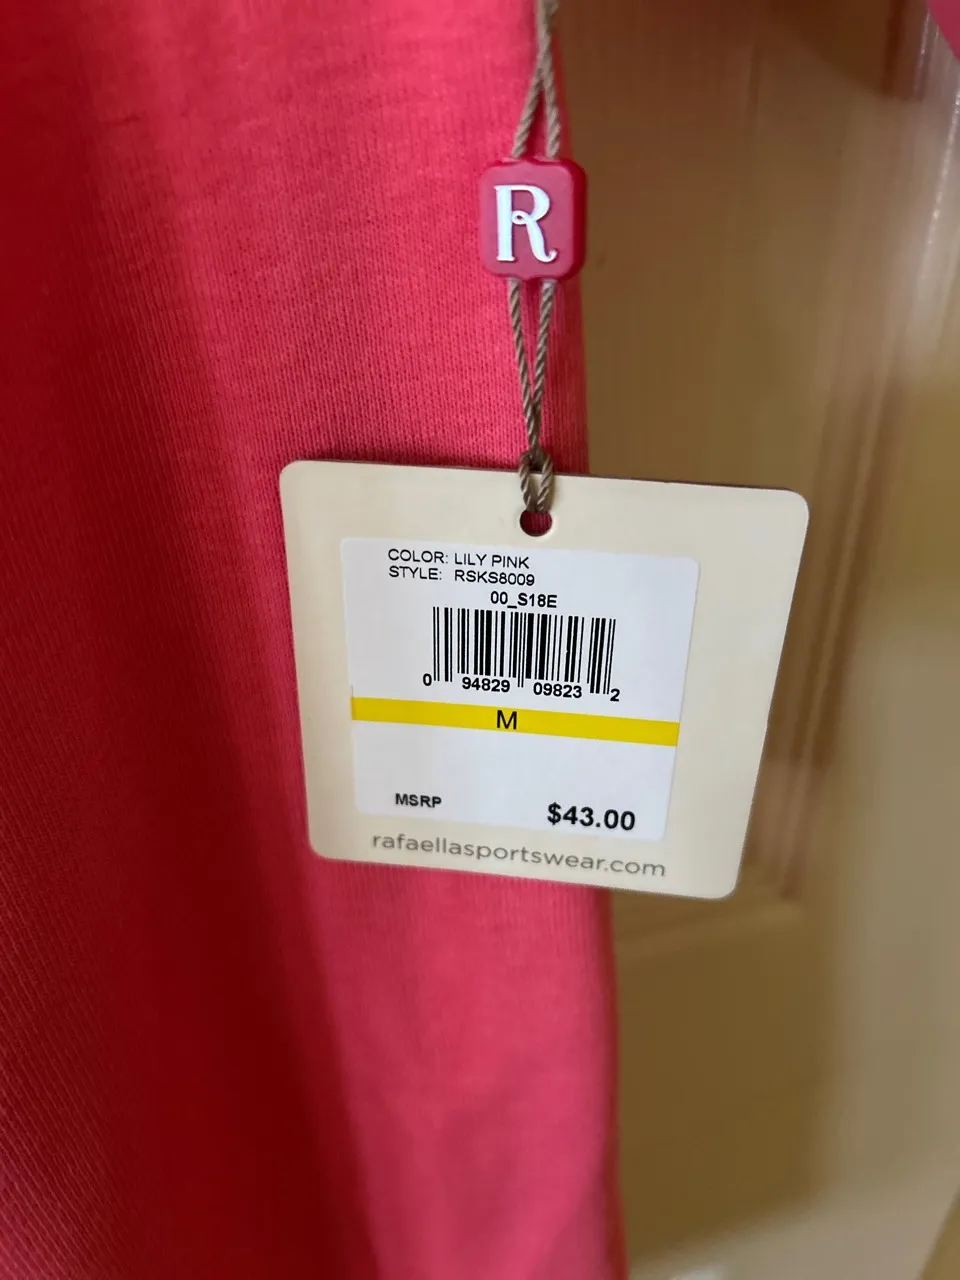 R
COLOR: LILY PINK
STYLE: RSKS8009
00_S18E
0 94829 09823 2
M
MSRP $43.00
rafaellasportswear.com